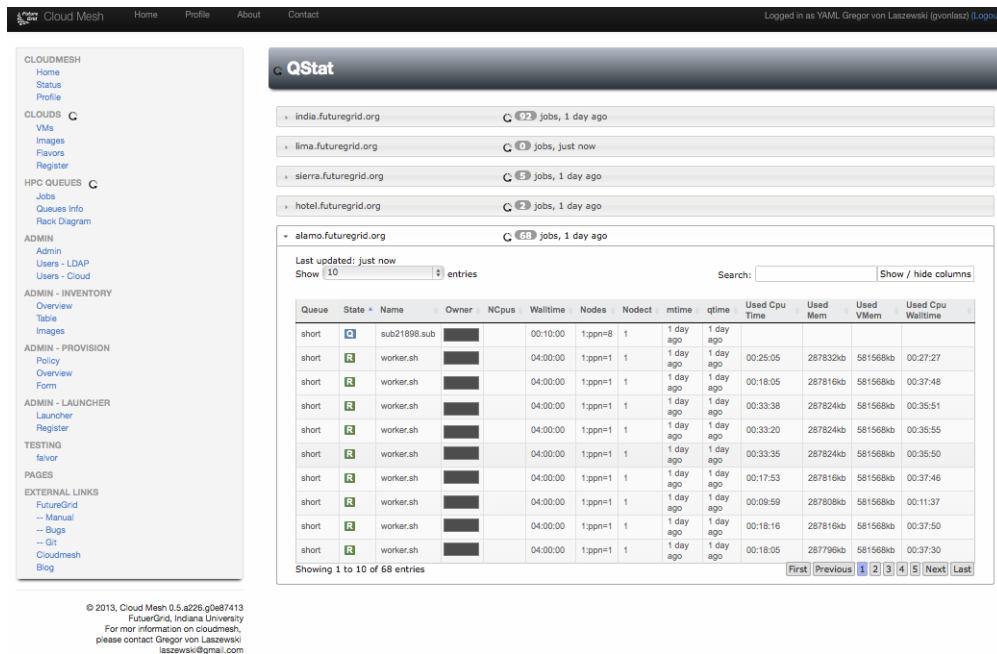 Future Grid Cloud Mesh Home Profile About Contact Logged in as YAML Gregor von Laszewski (gvonlasz) (Logou
CLOUDMESH
Home
Status
Profile
CLOUDS
VMs
Images
Flavors
Register
HPC QUEUES
Jobs
Queues Info
Rack Diagram
ADMIN
Admin
Users - LDAP
Users - Cloud
ADMIN - INVENTORY
Overview
Table
Images
ADMIN - PROVISION
Policy
Overview
Form
ADMIN - LAUNCHER
Launcher
Register
TESTING
faivor
PAGES
EXTERNAL LINKS
FutureGrid
-- Manual
-- Bugs
-- Git
Cloudmesh
Blog
© 2013, Cloud Mesh 0.5.a226.g0e87413
FutuerGrid, Indiana University
For mor information on cloudmesh,
please contact Gregor von Laszewski
laszewski@gmail.com
QStat
india.futuregrid.org 92 jobs, 1 day ago
lima.futuregrid.org 0 jobs, just now
sierra.futuregrid.org 5 jobs, 1 day ago
hotel.futuregrid.org 2 jobs, 1 day ago
alamo.futuregrid.org 68 jobs, 1 day ago
Last updated: just now
Show 10 entries Search: Show / hide columns
Queue State Name Owner NCpus Walltime Nodes Nodect mtime qtime Used Cpu Time Used Mem Used VMem Used Cpu Walltime
short Q sub21898.sub 00:10:00 1:ppn=8 1 1 day ago 1 day ago
short R worker.sh 04:00:00 1:ppn=1 1 1 day ago 1 day ago 00:25:05 287832kb 581568kb 00:27:27
short R worker.sh 04:00:00 1:ppn=1 1 1 day ago 1 day ago 00:18:05 287816kb 581568kb 00:37:48
short R worker.sh 04:00:00 1:ppn=1 1 1 day ago 1 day ago 00:33:38 287824kb 581568kb 00:35:51
short R worker.sh 04:00:00 1:ppn=1 1 1 day ago 1 day ago 00:33:20 287824kb 581568kb 00:35:55
short R worker.sh 04:00:00 1:ppn=1 1 1 day ago 1 day ago 00:33:35 287824kb 581568kb 00:35:50
short R worker.sh 04:00:00 1:ppn=1 1 1 day ago 1 day ago 00:17:53 287816kb 581568kb 00:37:46
short R worker.sh 04:00:00 1:ppn=1 1 1 day ago 1 day ago 00:09:59 287808kb 581568kb 00:11:37
short R worker.sh 04:00:00 1:ppn=1 1 1 day ago 1 day ago 00:18:16 287816kb 581568kb 00:37:50
short R worker.sh 04:00:00 1:ppn=1 1 1 day ago 1 day ago 00:18:05 287796kb 581568kb 00:37:30
Showing 1 to 10 of 68 entries First Previous 1 2 3 4 5 Next Last